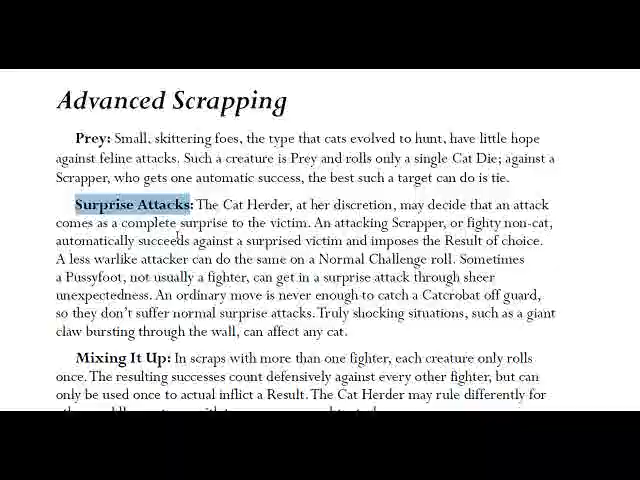 Advanced Scrapping
Prey: Small, skittering foes, the type that cats evolved to hunt, have little hope
against feline attacks. Such a creature is Prey and rolls only a single Cat Die; against a
Scrapper, who gets one automatic success, the best such a target can do is tie.
Surprise Attacks: The Cat Herder, at her discretion, may decide that an attack
comes as a complete surprise to the victim. An attacking Scrapper, or fighty non-cat,
automatically succeeds against a surprised victim and imposes the Result of choice.
A less warlike attacker can do the same on a Normal Challenge roll. Sometimes
a Pussyfoot, not usually a fighter, can get in a surprise attack through sheer
unexpectedness. An ordinary move is never enough to catch a Catcrobat off guard,
so they don't suffer normal surprise attacks. Truly shocking situations, such as a giant
claw bursting through the wall, can affect any cat.
Mixing It Up: In scraps with more than one fighter, each creature only rolls
once. The resulting successes count defensively against every other fighter, but can
only be used once to actual inflict a Result. The Cat Herder may rule differently for